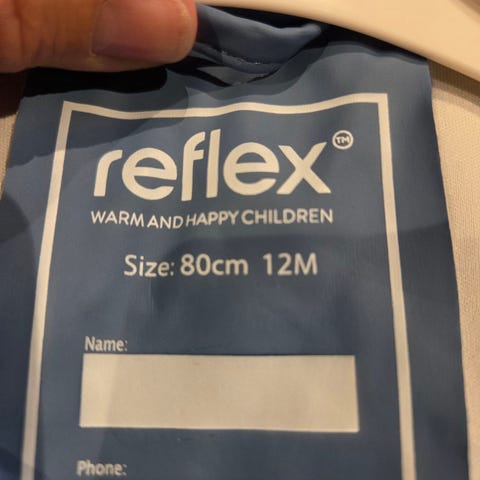 reflex™
WARM AND HAPPY CHILDREN
Size: 80cm 12M
Name:
Phone: